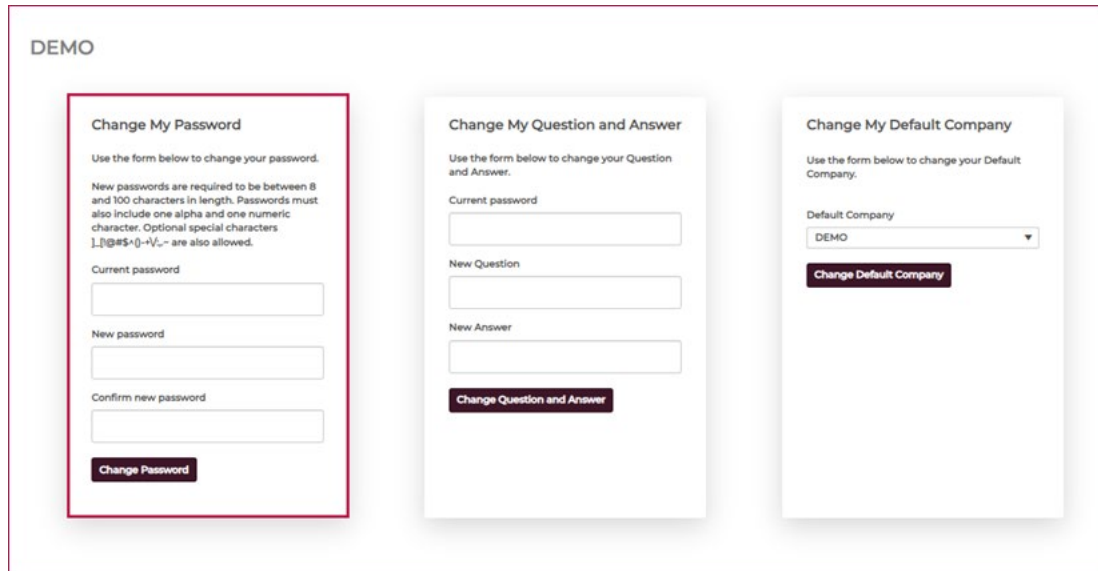 DEMO
Change My Password
Use the form below to change your password.
New passwords are required to be between 8
and 100 characters in length. Passwords must
also include one alpha and one numeric
character. Optional special characters
are also allowed.
Current password
New password
Confirm new password
Change Password
Change My Question and Answer
Use the form below to change your Question
and Answer.
Current password
New Question
New Answer
Change Question and Answer
Change My Default Company
Use the form below to change your Default
Company.
Default Company
DEMO
Change Default Company